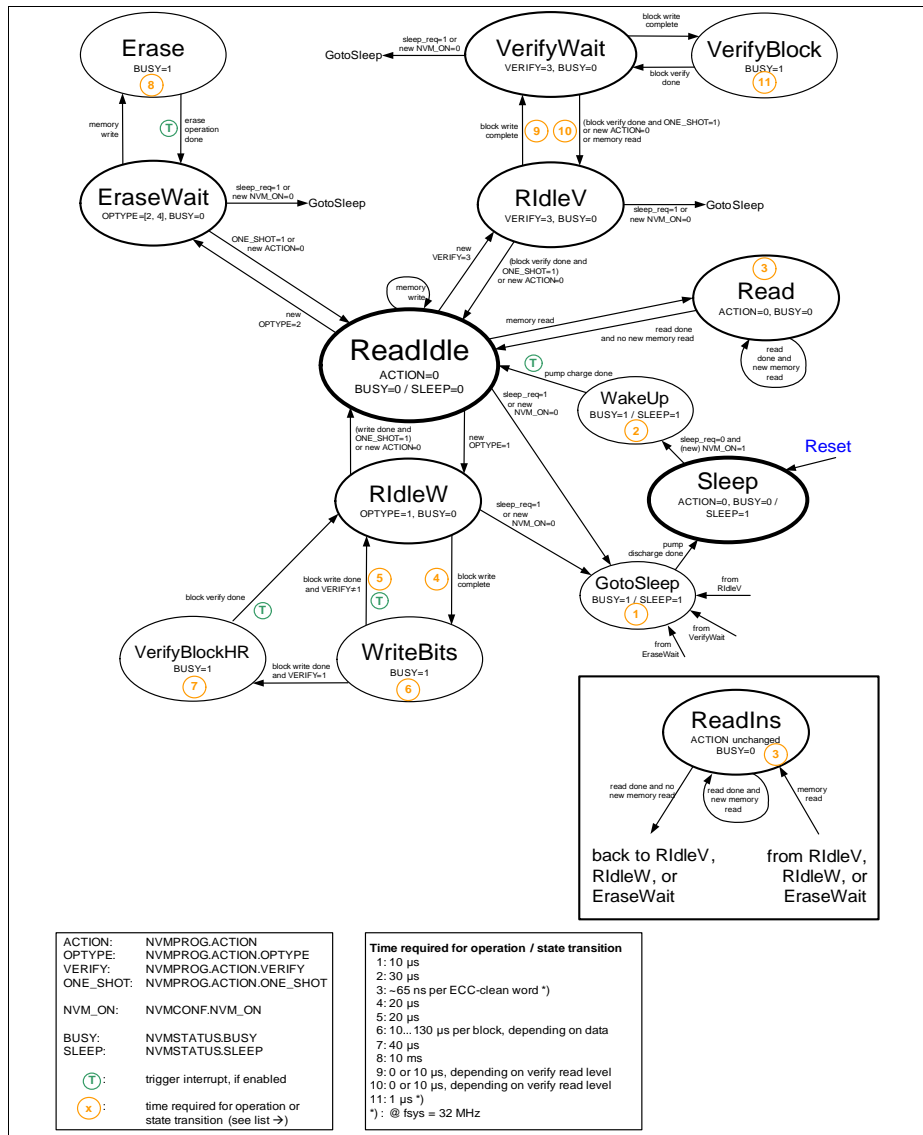 Erase
BUSY=1
8
memory
write
T
erase
operation
done
EraseWait
OPTYPE=[2, 4], BUSY=0
sleep_req=1 or
new NVM_ON=0
GotoSleep
ONE_SHOT=1 or
new ACTION=0
new
OPTYPE=2
GotoSleep
sleep_req=1 or
new NVM_ON=0
VerifyWait
VERIFY=3, BUSY=0
block write
complete
block verify
done
VerifyBlock
BUSY=1
11
block write
complete
9
10
(block verify done and ONE_SHOT=1)
or new ACTION=0
or memory read
RIdleV
VERIFY=3, BUSY=0
sleep_req=1 or
new NVM_ON=0
GotoSleep
new
VERIFY=3
(block verify done and
ONE_SHOT=1)
or new ACTION=0
memory
write
ReadIdle
ACTION=0
BUSY=0 / SLEEP=0
memory read
read done
and no new memory read
3
Read
ACTION=0, BUSY=0
read
done and
new memory
read
T
pump charge done
WakeUp
BUSY=1 / SLEEP=1
2
sleep_req=0 and
(new) NVM_ON=1
Reset
Sleep
ACTION=0, BUSY=0 /
SLEEP=1
sleep_req=1
or new
NVM_ON=0
(write done and
ONE_SHOT=1)
or new ACTION=0
new
OPTYPE=1
RIdleW
OPTYPE=1, BUSY=0
sleep_req=1
or new
NVM_ON=0
pump
discharge done
GotoSleep
BUSY=1 / SLEEP=1
1
from
RIdleV
from
VerifyWait
from
EraseWait
block verify done
T
block write done
and VERIFY≠1
5
T
4
block write
complete
VerifyBlockHR
BUSY=1
7
block write done
and VERIFY=1
WriteBits
BUSY=1
6
ReadIns
ACTION unchanged
BUSY=0
3
read done and no
new memory read
read done and
new memory
read
memory
read
back to RIdleV,
RIdleW, or
EraseWait
from RIdleV,
RIdleW, or
EraseWait
ACTION: NVMPROG.ACTION
OPTYPE: NVMPROG.ACTION.OPTYPE
VERIFY: NVMPROG.ACTION.VERIFY
ONE_SHOT: NVMPROG.ACTION.ONE_SHOT
NVM_ON: NVMCONF.NVM_ON
BUSY: NVMSTATUS.BUSY
SLEEP: NVMSTATUS.SLEEP
T : trigger interrupt, if enabled
x : time required for operation or
state transition (see list →)
Time required for operation / state transition
1: 10 µs
2: 30 µs
3: ~65 ns per ECC-clean word *)
4: 20 µs
5: 20 µs
6: 10... 130 µs per block, depending on data
7: 40 µs
8: 10 ms
9: 0 or 10 µs, depending on verify read level
10: 0 or 10 µs, depending on verify read level
11: 1 µs *)
*) : @ fsys = 32 MHz